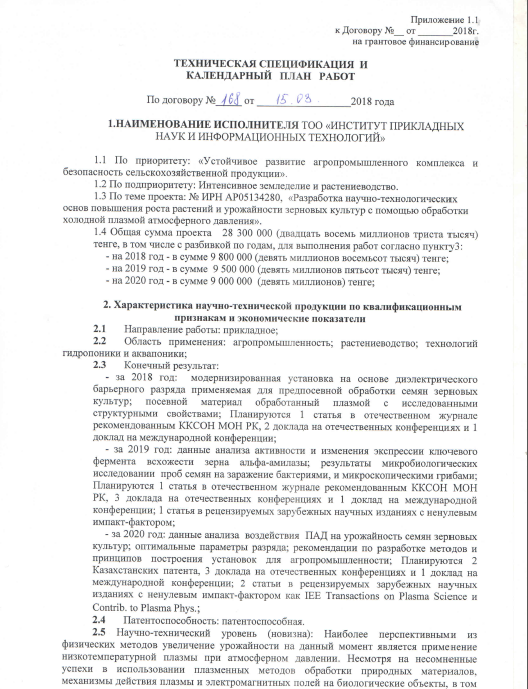 Приложение 1.1
к Договору №__ от _______2018г.
на грантовое финансирование
ТЕХНИЧЕСКАЯ СПЕЦИФИКАЦИЯ И
КАЛЕНДАРНЫЙ ПЛАН РАБОТ
По договору № 168 от 15.03. 2018 года
1.НАИМЕНОВАНИЕ ИСПОЛНИТЕЛЯ ТОО «ИНСТИТУТ ПРИКЛАДНЫХ
НАУК И ИНФОРМАЦИОННЫХ ТЕХНОЛОГИЙ»
1.1 По приоритету: «Устойчивое развитие агропромышленного комплекса и
безопасность сельскохозяйственной продукции».
1.2 По подприоритету: Интенсивное земледелие и растениеводство.
1.3 По теме проекта: № ИРН АР05134280, «Разработка научно-технологических
основ повышения роста растений и урожайности зерновых культур с помощью обработки
холодной плазмой атмосферного давления».
1.4 Общая сумма проекта 28 300 000 (двадцать восемь миллионов триста тысяч)
тенге, в том числе с разбивкой по годам, для выполнения работ согласно пункту3:
- на 2018 год - в сумме 9 800 000 (девять миллионов восемьсот тысяч) тенге;
- на 2019 год - в сумме 9 500 000 (девять миллионов пятьсот тысяч) тенге;
- на 2020 год - в сумме 9 000 000 (девять миллионов) тенге;
2. Характеристика научно-технической продукции по квалификационным
признакам и экономические показатели
2.1 Направление работы: прикладное;
2.2 Область применения: агропромышленность; растениеводство; технологий
гидропоники и аквапоники;
2.3 Конечный результат:
- за 2018 год: модернизированная установка на основе диэлектрического
барьерного разряда применяемая для предпосевной обработки семян зерновых
культур; посевной материал обработанный плазмой с исследованными
структурными свойствами; Планируются 1 статья в отечественном журнале
рекомендованным ККСОН МОН РК, 2 доклада на отечественных конференциях и 1
доклад на международной конференции;
- за 2019 год: данные анализа активности и изменения экспрессии ключевого
фермента всхожести зерна альфа-амилазы; результаты микробиологических
исследований проб семян на заражение бактериями, и микроскопическими грибами;
Планируются 1 статья в отечественном журнале рекомендованным ККСОН МОН
РК, 3 доклада на отечественных конференциях и 1 доклад на международной
конференции; 1 статья в рецензируемых зарубежных научных изданиях с ненулевым
импакт-фактором;
- за 2020 год: данные анализа воздействия ПАД на урожайность семян зерновых
культур; оптимальные параметры разряда; рекомендации по разработке методов и
принципов построения установок для агропромышленности; Планируются 2
Казахстанских патента, 3 доклада на отечественных конференциях и 1 доклад на
международной конференции; 2 статьи в рецензируемых зарубежных научных
изданиях с ненулевым импакт-фактором как IEE Transactions on Plasma Science и
Contrib. to Plasma Phys.;
2.4 Патентоспособность: патентоспособная.
2.5 Научно-технический уровень (новизна): Наиболее перспективными из
физических методов увеличение урожайности на данный момент является применение
низкотемпературной плазмы при атмосферном давлении. Несмотря на несомненные
успехи в использовании плазменных методов обработки природных материалов,
механизмы действия плазмы и электромагнитных полей на биологические объекты, в том